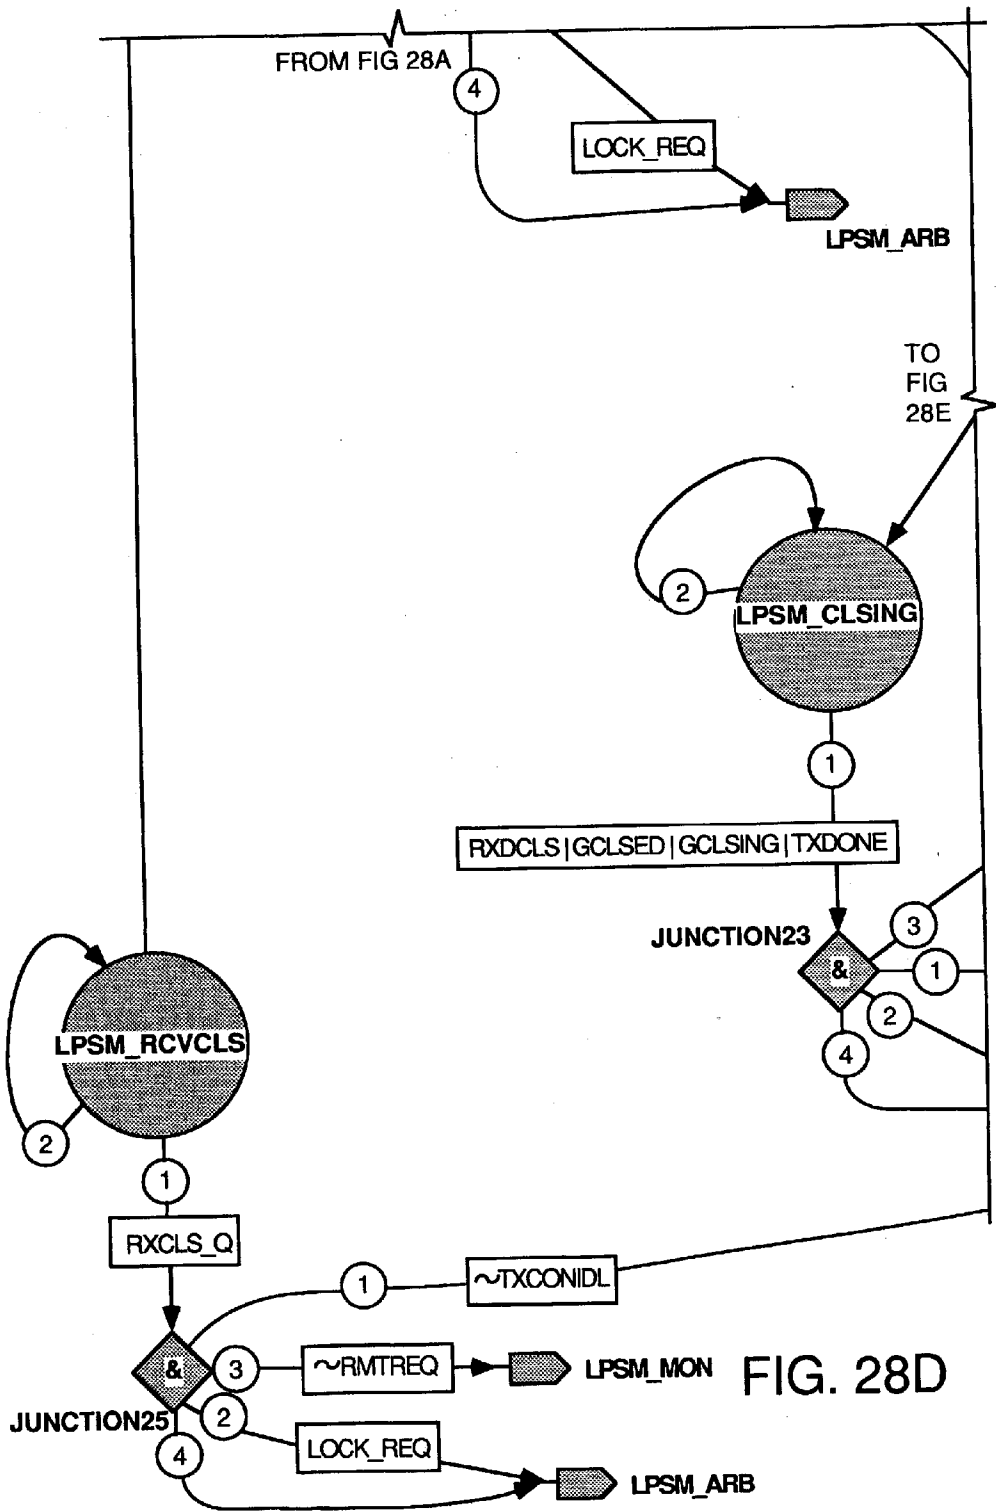 FROM FIG 28A
4
LOCK_REQ
LPSM_ARB
TO
FIG
28E
2
LPSM_CLSING
1
RXDCLS|GCLSED|GCLSING|TXDONE
JUNCTION23
&
3
1
2
4
LPSM_RCVCLS
2
1
RXCLS_Q
1
~TXCONIDL
&
3
~RMTREQ
LPSM_MON
FIG. 28D
JUNCTION25
2
LOCK_REQ
4
LPSM_ARB